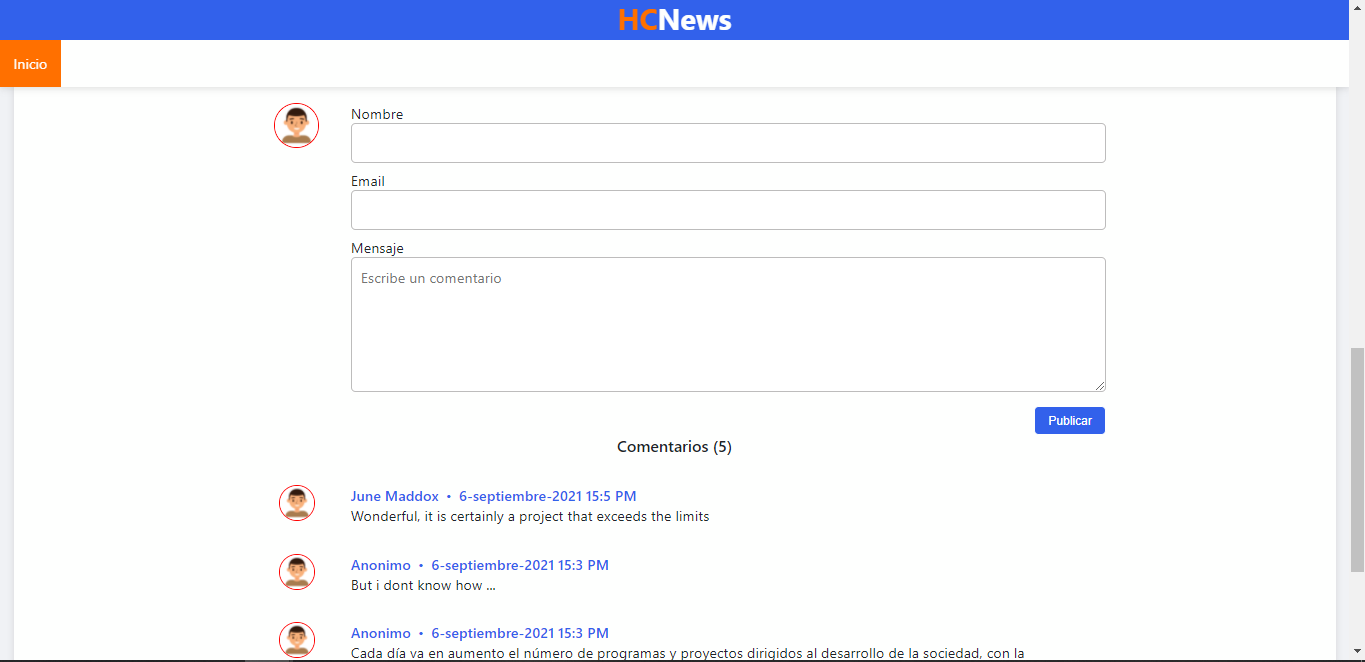 HCNews
Inicio
Nombre
Email
Mensaje
Escribe un comentario
Publicar
Comentarios (5)
June Maddox • 6-septiembre-2021 15:5 PM
Wonderful, it is certainly a project that exceeds the limits
Anonimo • 6-septiembre-2021 15:3 PM
But i dont know how ...
Anonimo • 6-septiembre-2021 15:3 PM
Cada día va en aumento el número de programas y proyectos dirigidos al desarrollo de la sociedad, con la